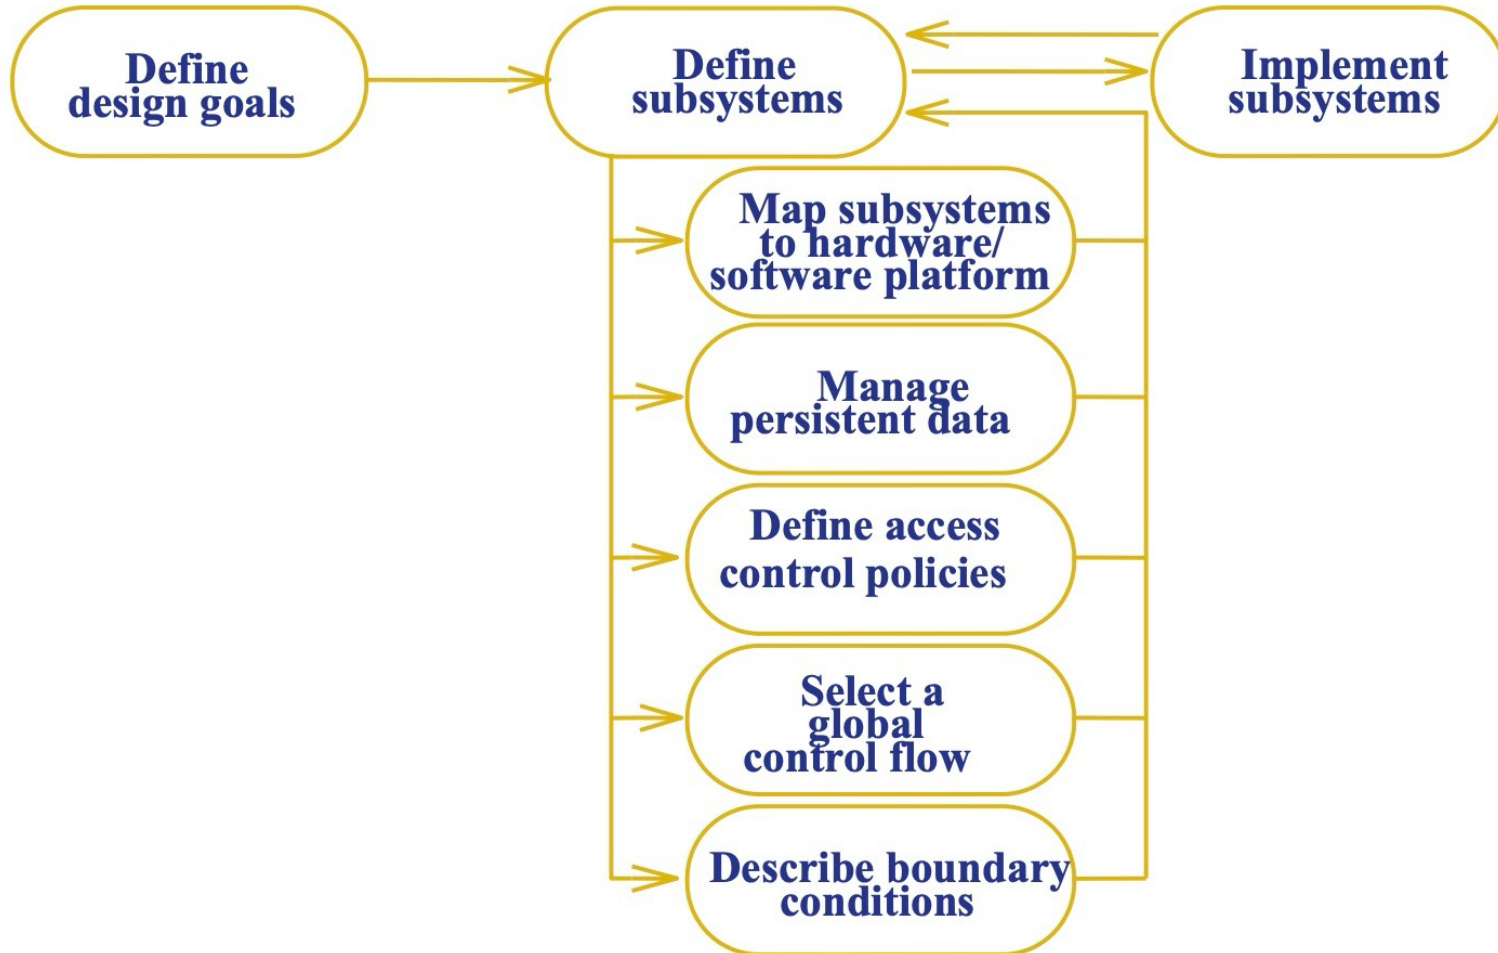 Define
design goals
Define
subsystems
Implement
subsystems
Map subsystems
to hardware/
software platform
Manage
persistent data
Define access
control policies
Select a
global
control flow
Describe boundary
conditions